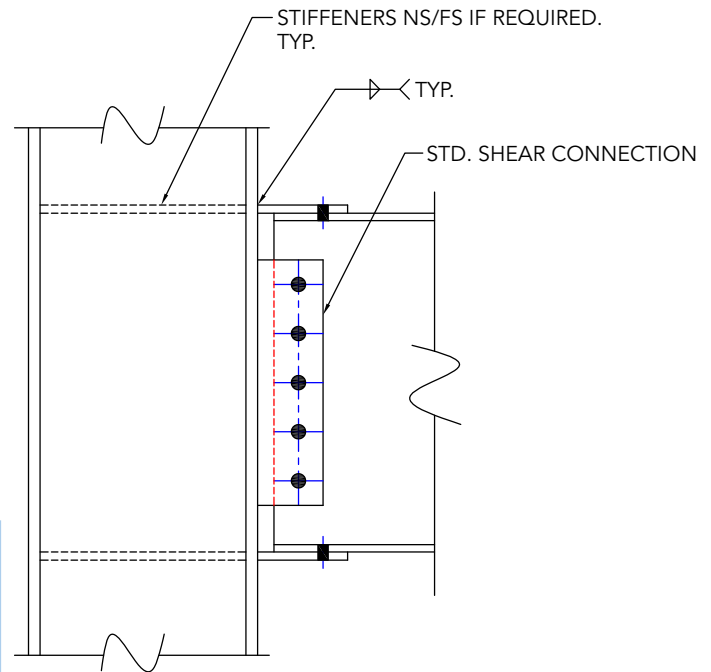 STIFFENERS NS/FS IF REQUIRED.
TYP.
TYP.
STD. SHEAR CONNECTION